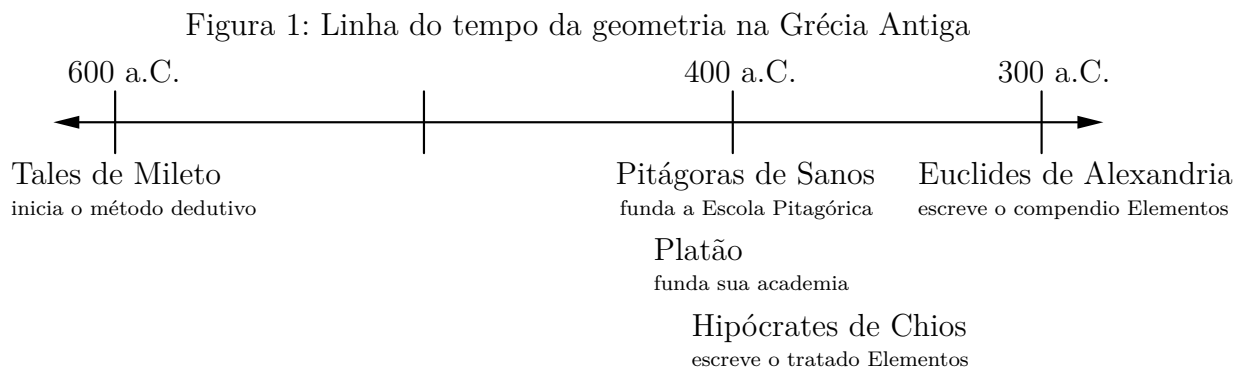 Figura 1: Linha do tempo da geometria na Grécia Antiga
600 a.C.
400 a.C.
300 a.C.
Tales de Mileto
inicia o método dedutivo
Pitágoras de Sanos
funda a Escola Pitagórica
Euclides de Alexandria
escreve o compendio Elementos
Platão
funda sua academia
Hipócrates de Chios
escreve o tratado Elementos